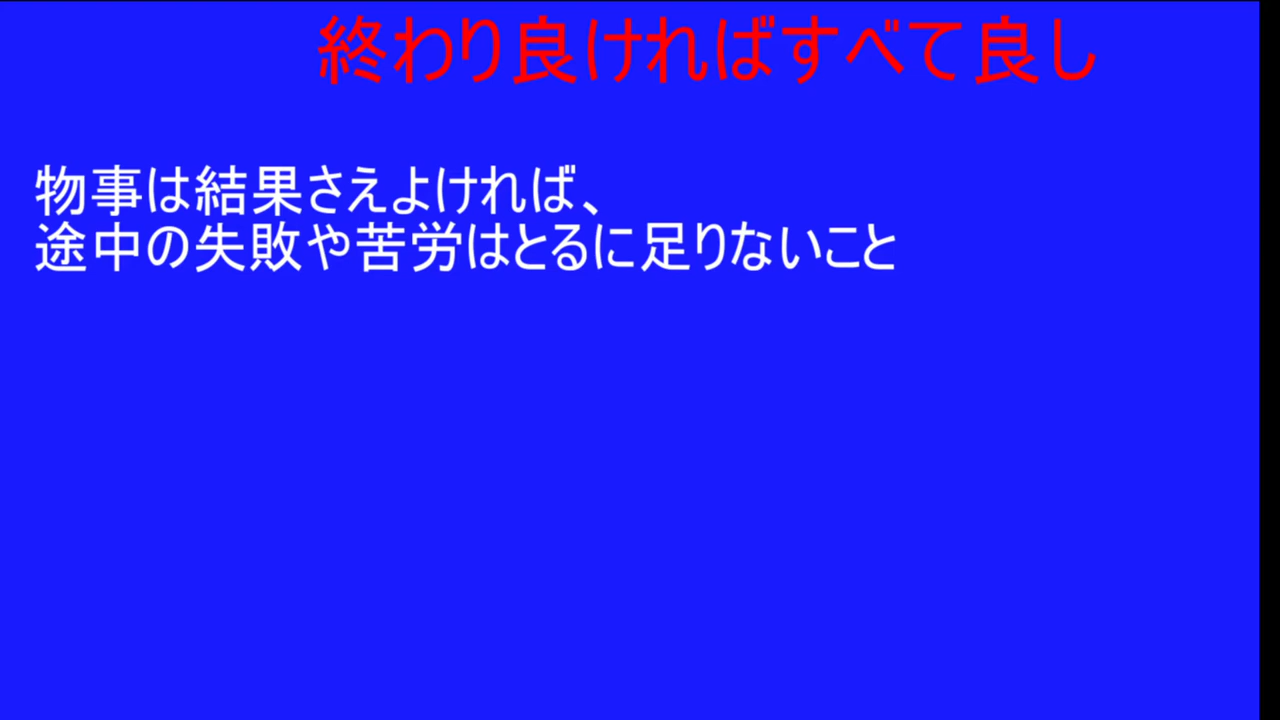 終わり良ければすべて良し
物事は結果さえよければ、
途中の失敗や苦労はとるに足りないこと